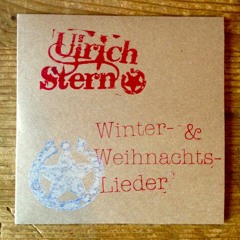 Ulrich
Stern
Winter- &
Weihnachts-
Lieder